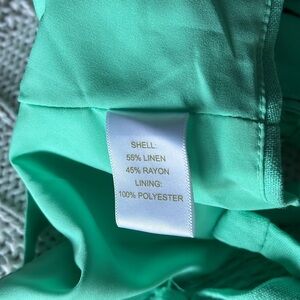 SHELL:
55% LINEN
45% RAYON
LINING:
100% POLYESTER